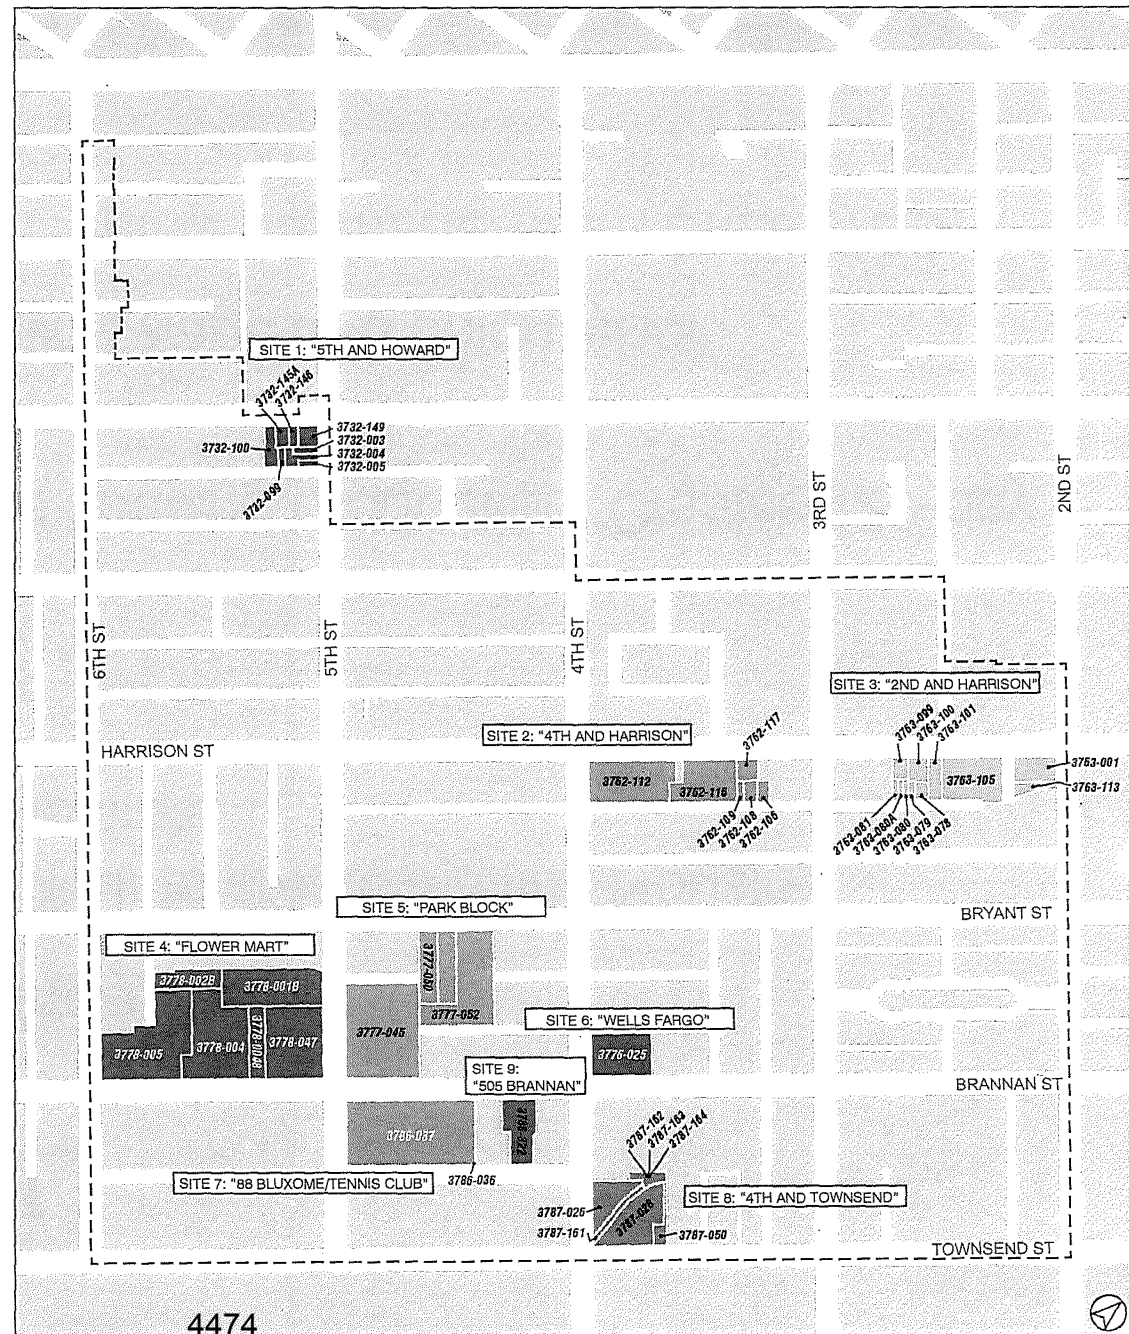 SITE 1: "5TH AND HOWARD"
3732-145A
3732-146
3732-149
3732-003
3732-100
3732-004
3732-005
3732-099
3RD ST
2ND ST
6TH ST
5TH ST
4TH ST
SITE 3: "2ND AND HARRISON"
3763-099
3763-100
3763-101
SITE 2: "4TH AND HARRISON"
3762-117
HARRISON ST
3762-112
3762-116
3763-105
3763-001
3763-113
3762-109
3762-108
3762-106
3763-081
3763-080A
3763-080
3763-079
3763-078
SITE 5: "PARK BLOCK"
BRYANT ST
SITE 4: "FLOWER MART"
3778-002B
3778-001B
3777-050
3777-052
3777-045
SITE 6: "WELLS FARGO"
3778-005
3778-004
3778-047
3776-025
SITE 9:
"505 BRANNAN"
BRANNAN ST
3786-037
3787-162
3787-163
3787-164
SITE 7: "88 BLUXOME/TENNIS CLUB"
3786-036
SITE 8: "4TH AND TOWNSEND"
3787-026
3787-028
3787-161
3787-050
TOWNSEND ST
4474